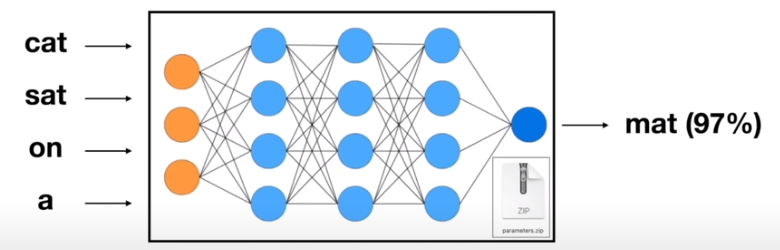 cat
sat
on
a
mat (97%)
ZIP
parameters.zip